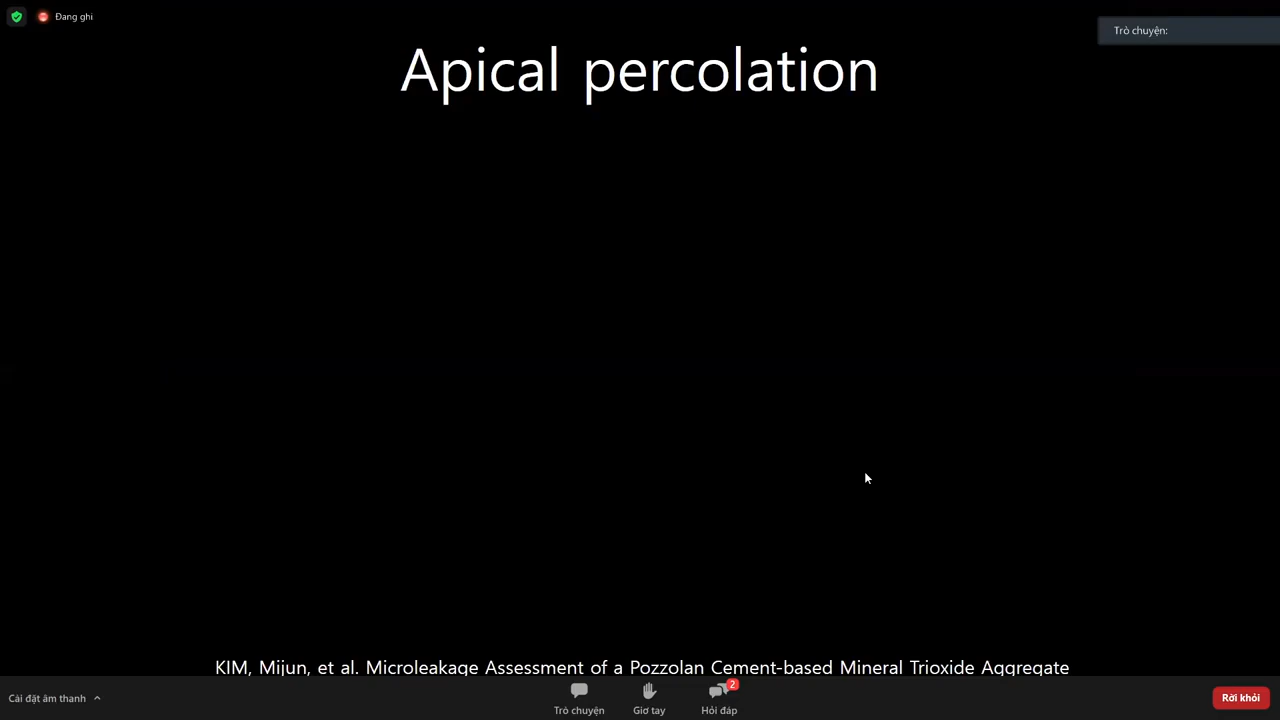 Đang ghi
Trò chuyện:
Apical percolation
KIM, Mijun, et al. Microleakage Assessment of a Pozzolan Cement-based Mineral Trioxide Aggregate
Cài đặt âm thanh
Trò chuyện
Giơ tay
2
Hỏi đáp
Rời khỏi